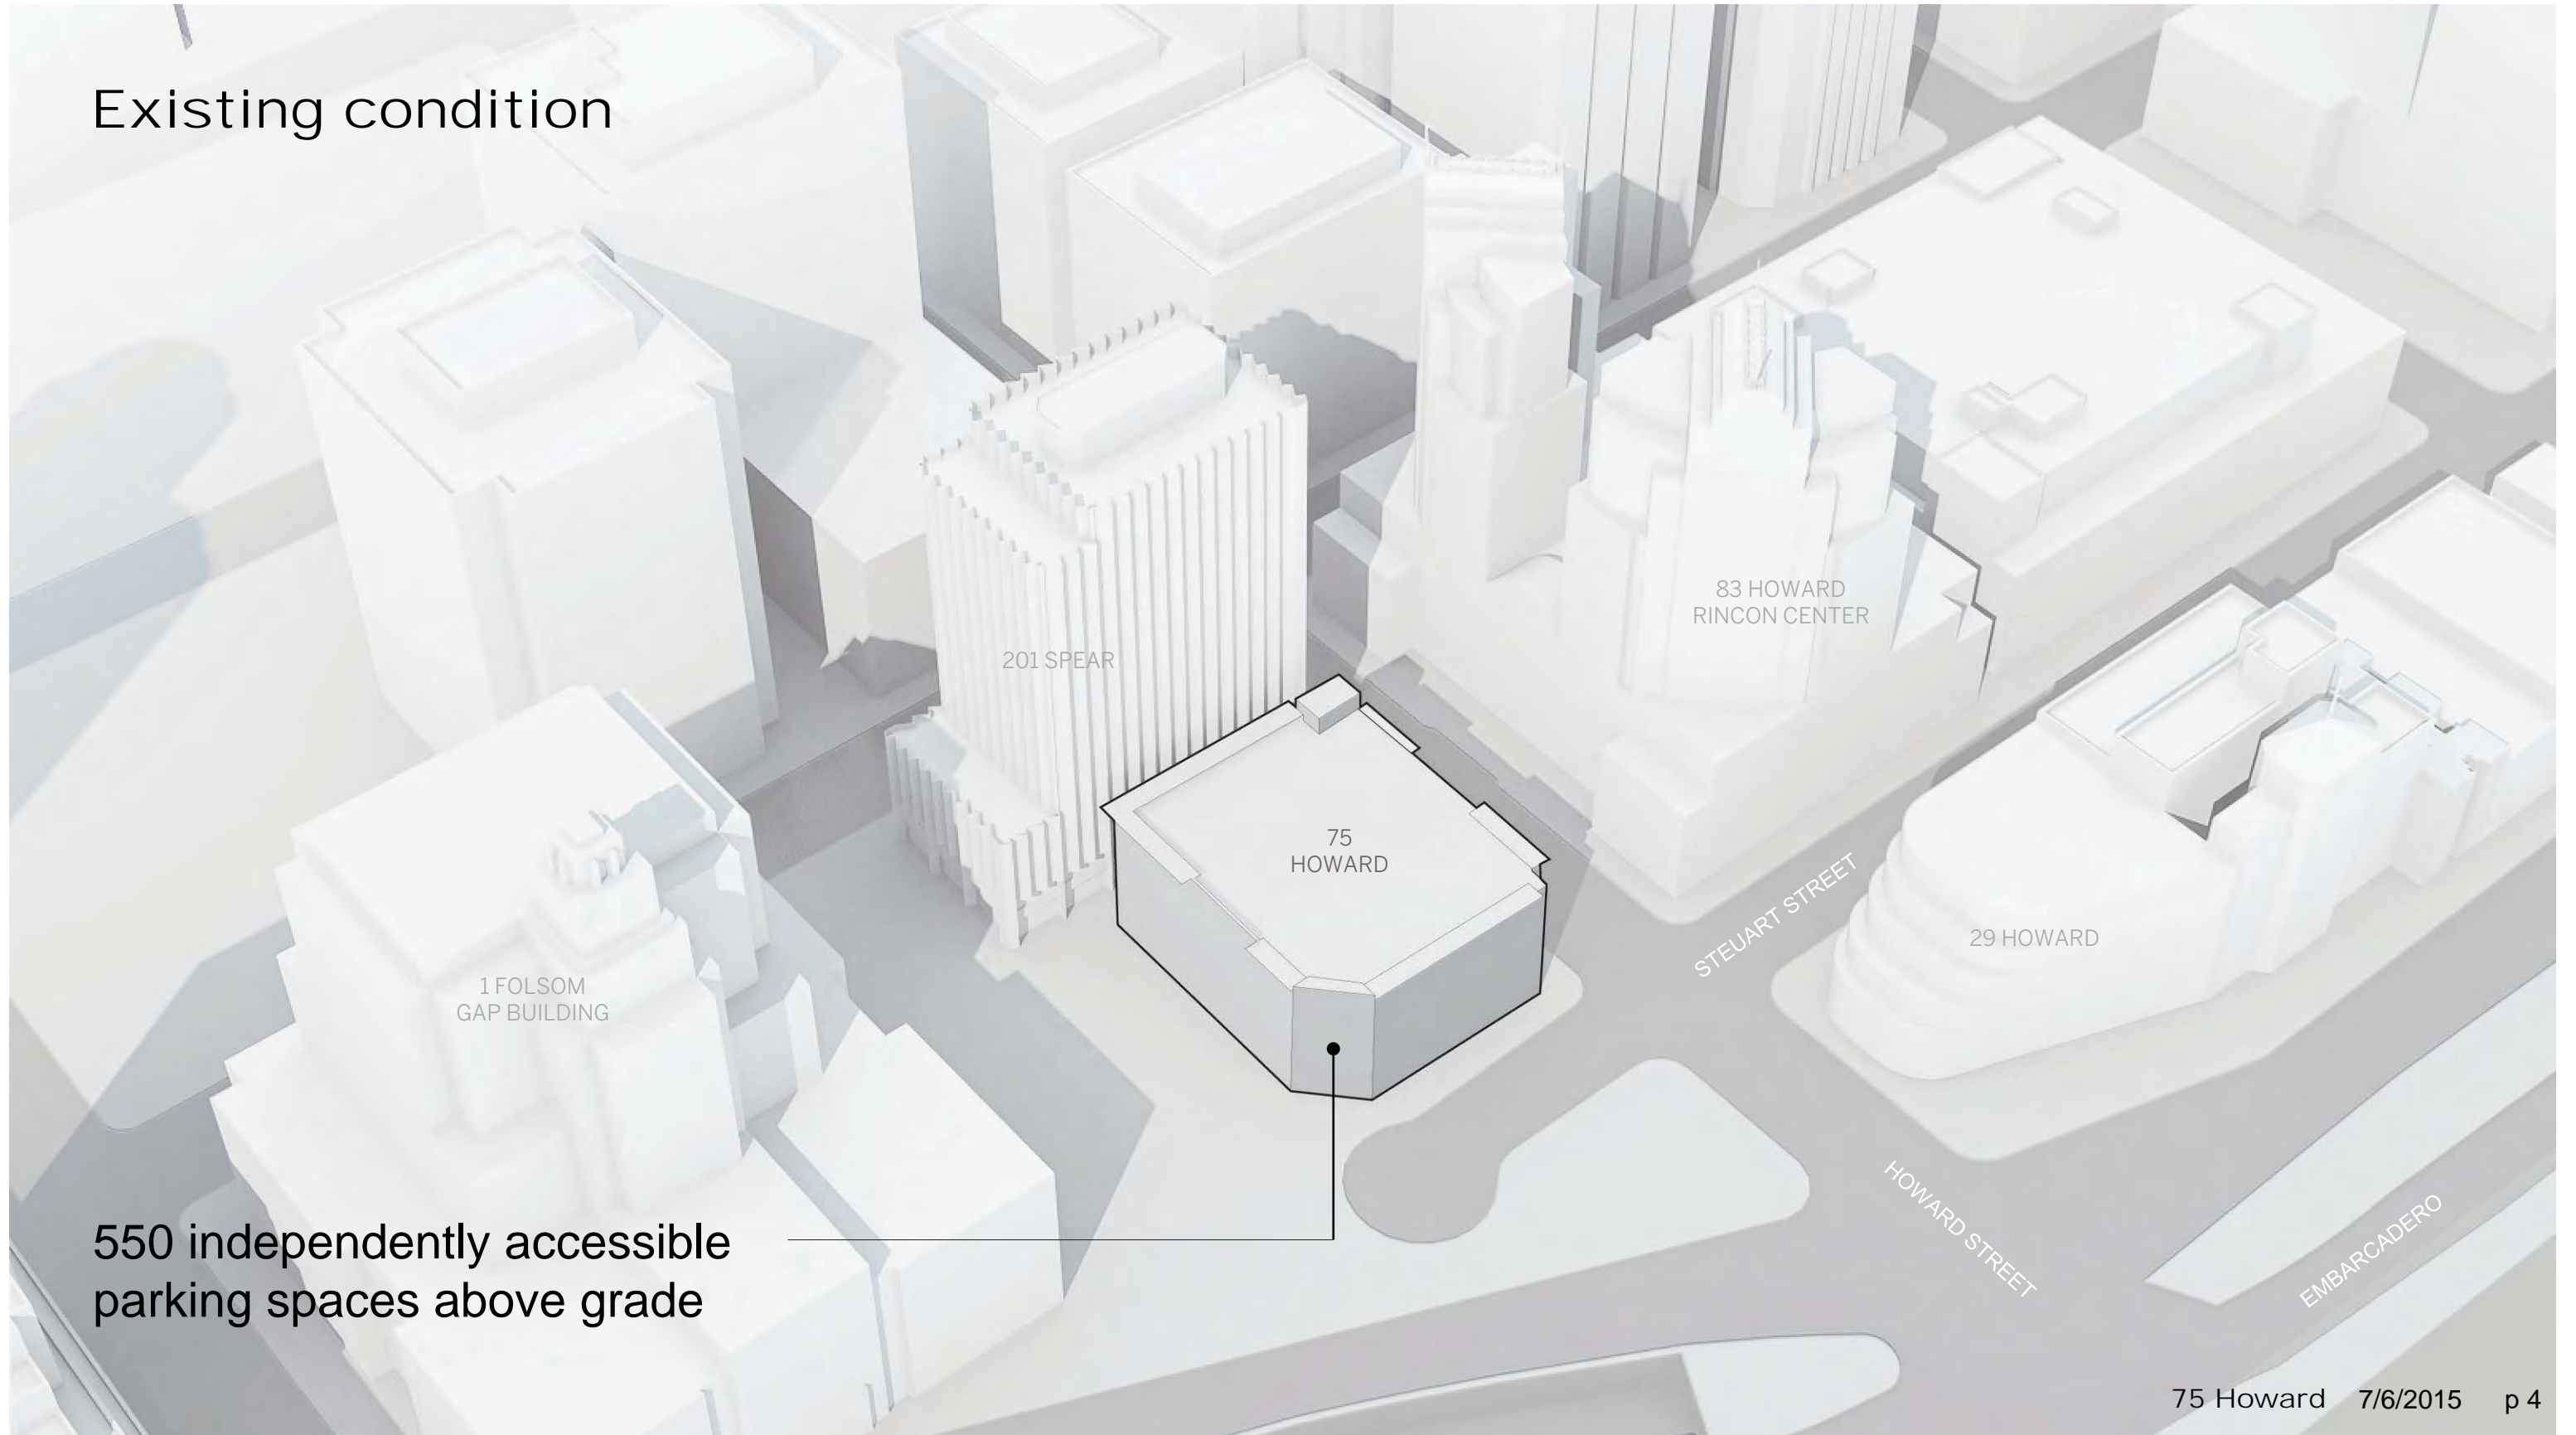 Existing condition
83 HOWARD
RINCON CENTER
201 SPEAR
75
HOWARD
STEUART STREET
29 HOWARD
1 FOLSOM
GAP BUILDING
HOWARD STREET
EMBARCADERO
550 independently accessible
parking spaces above grade
75 Howard 7/6/2015 p 4